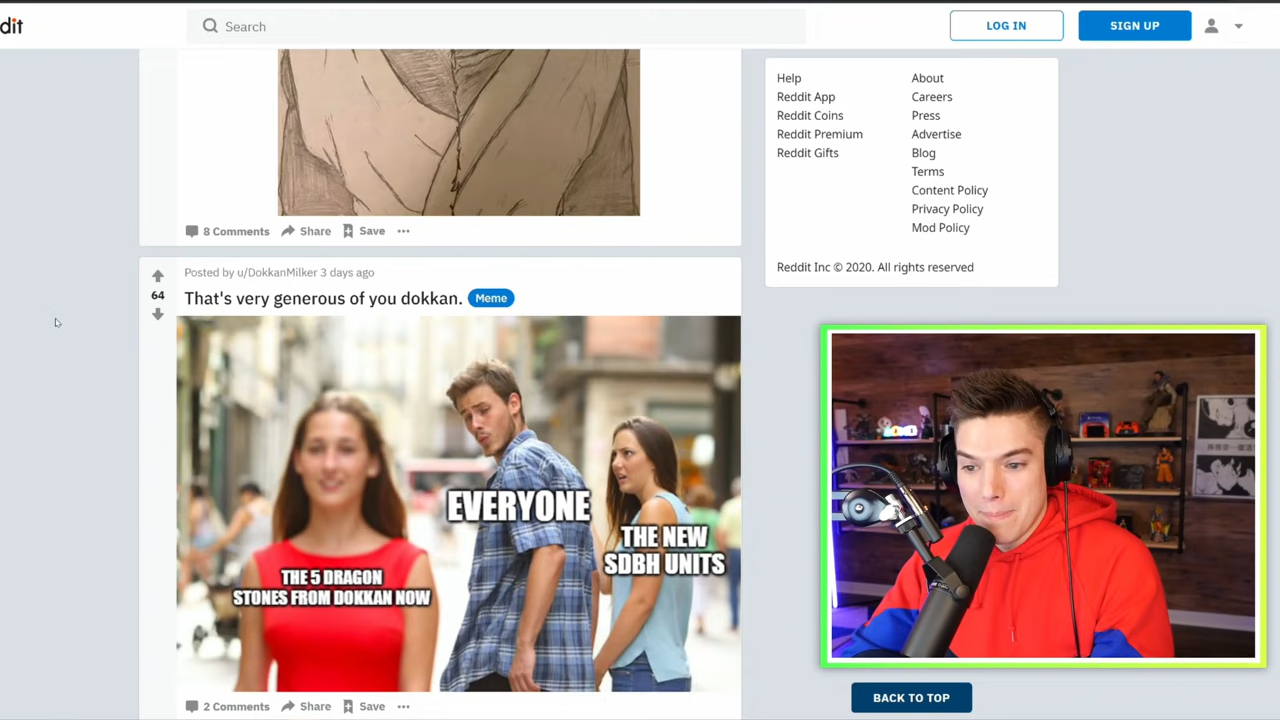 dit
Search
LOG IN
SIGN UP
8 Comments
Share
Save
Posted by u/DokkanMilker 3 days ago
64
That's very generous of you dokkan.
Meme
EVERYONE
THE NEW
SDBH UNITS
THE 5 DRAGON
STONES FROM DOKKAN NOW
2 Comments
Share
Save
Help
Reddit App
Reddit Coins
Reddit Premium
Reddit Gifts
About
Careers
Press
Advertise
Blog
Terms
Content Policy
Privacy Policy
Mod Policy
Reddit Inc © 2020. All rights reserved
BACK TO TOP